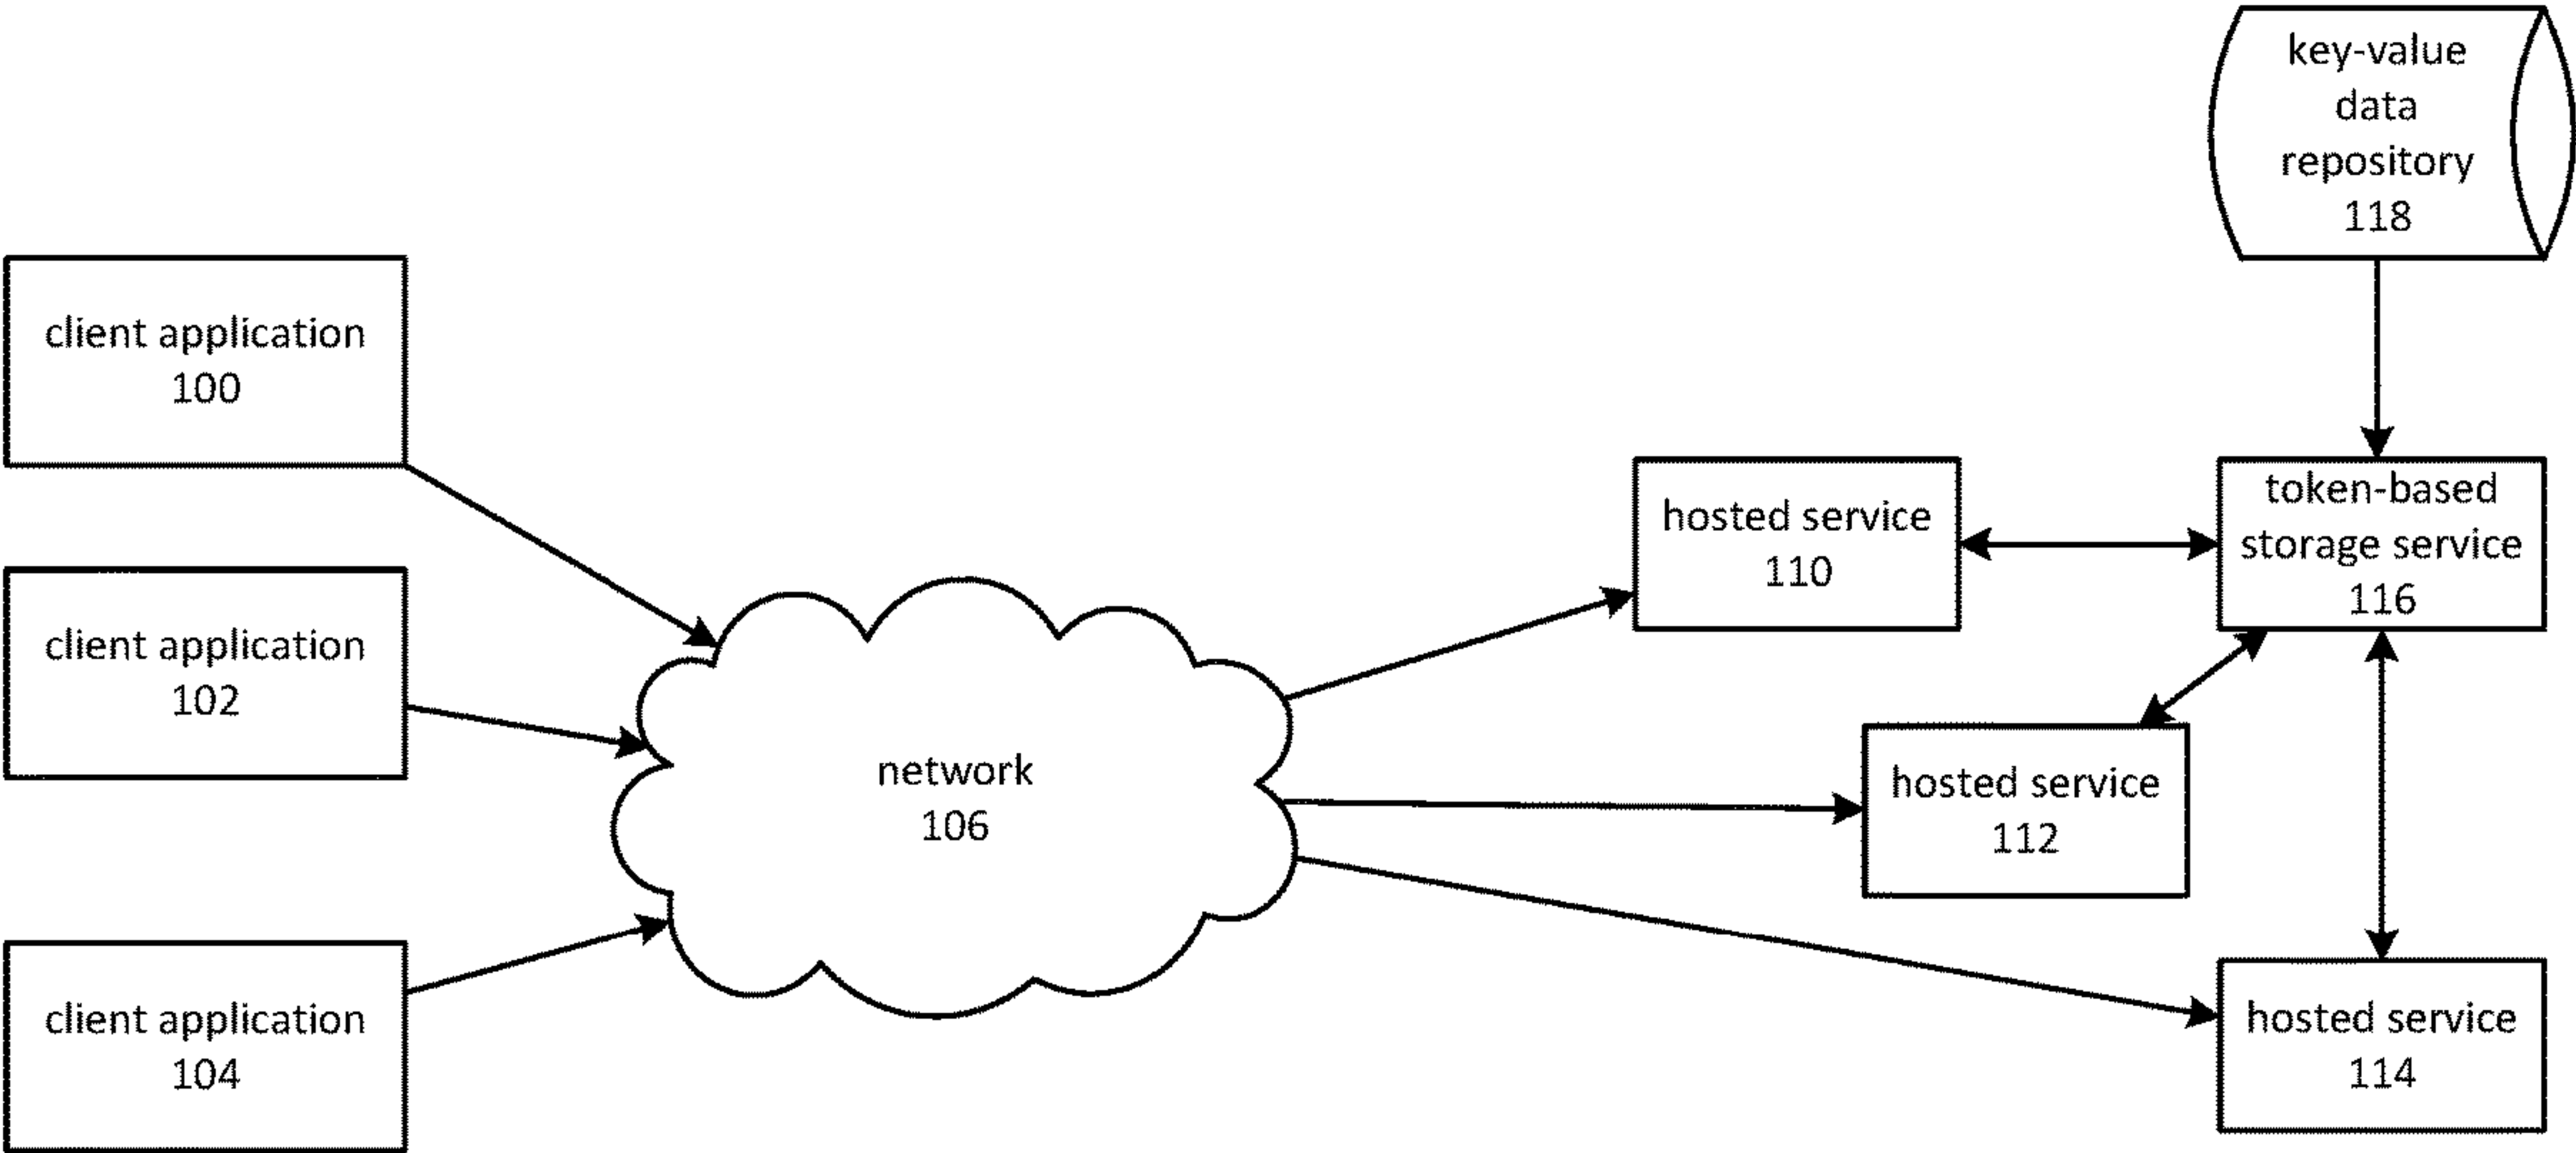 key-value
data
repository
118
client application
100
token-based
storage service
116
hosted service
110
client application
102
network
106
hosted service
112
client application
104
hosted service
114